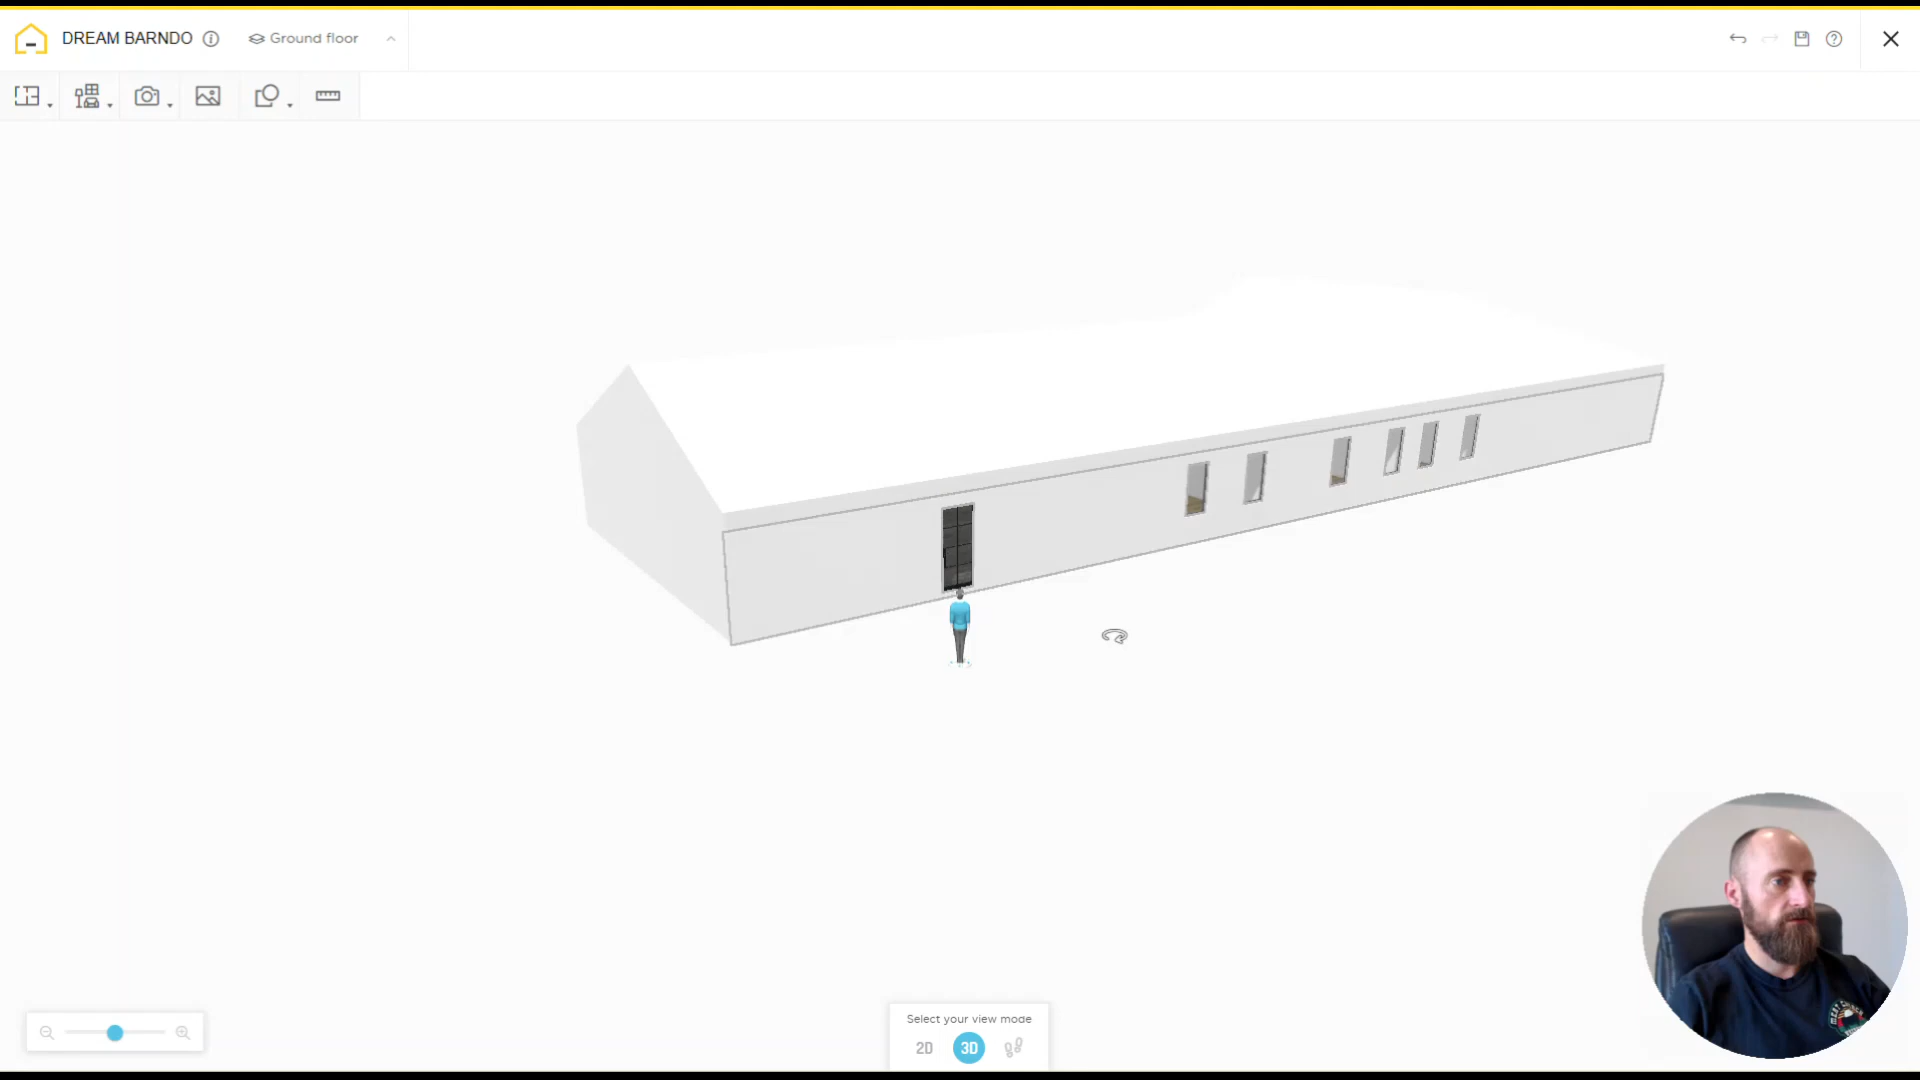 DREAM BARNDO
Ground floor
Select your view mode
2D
3D